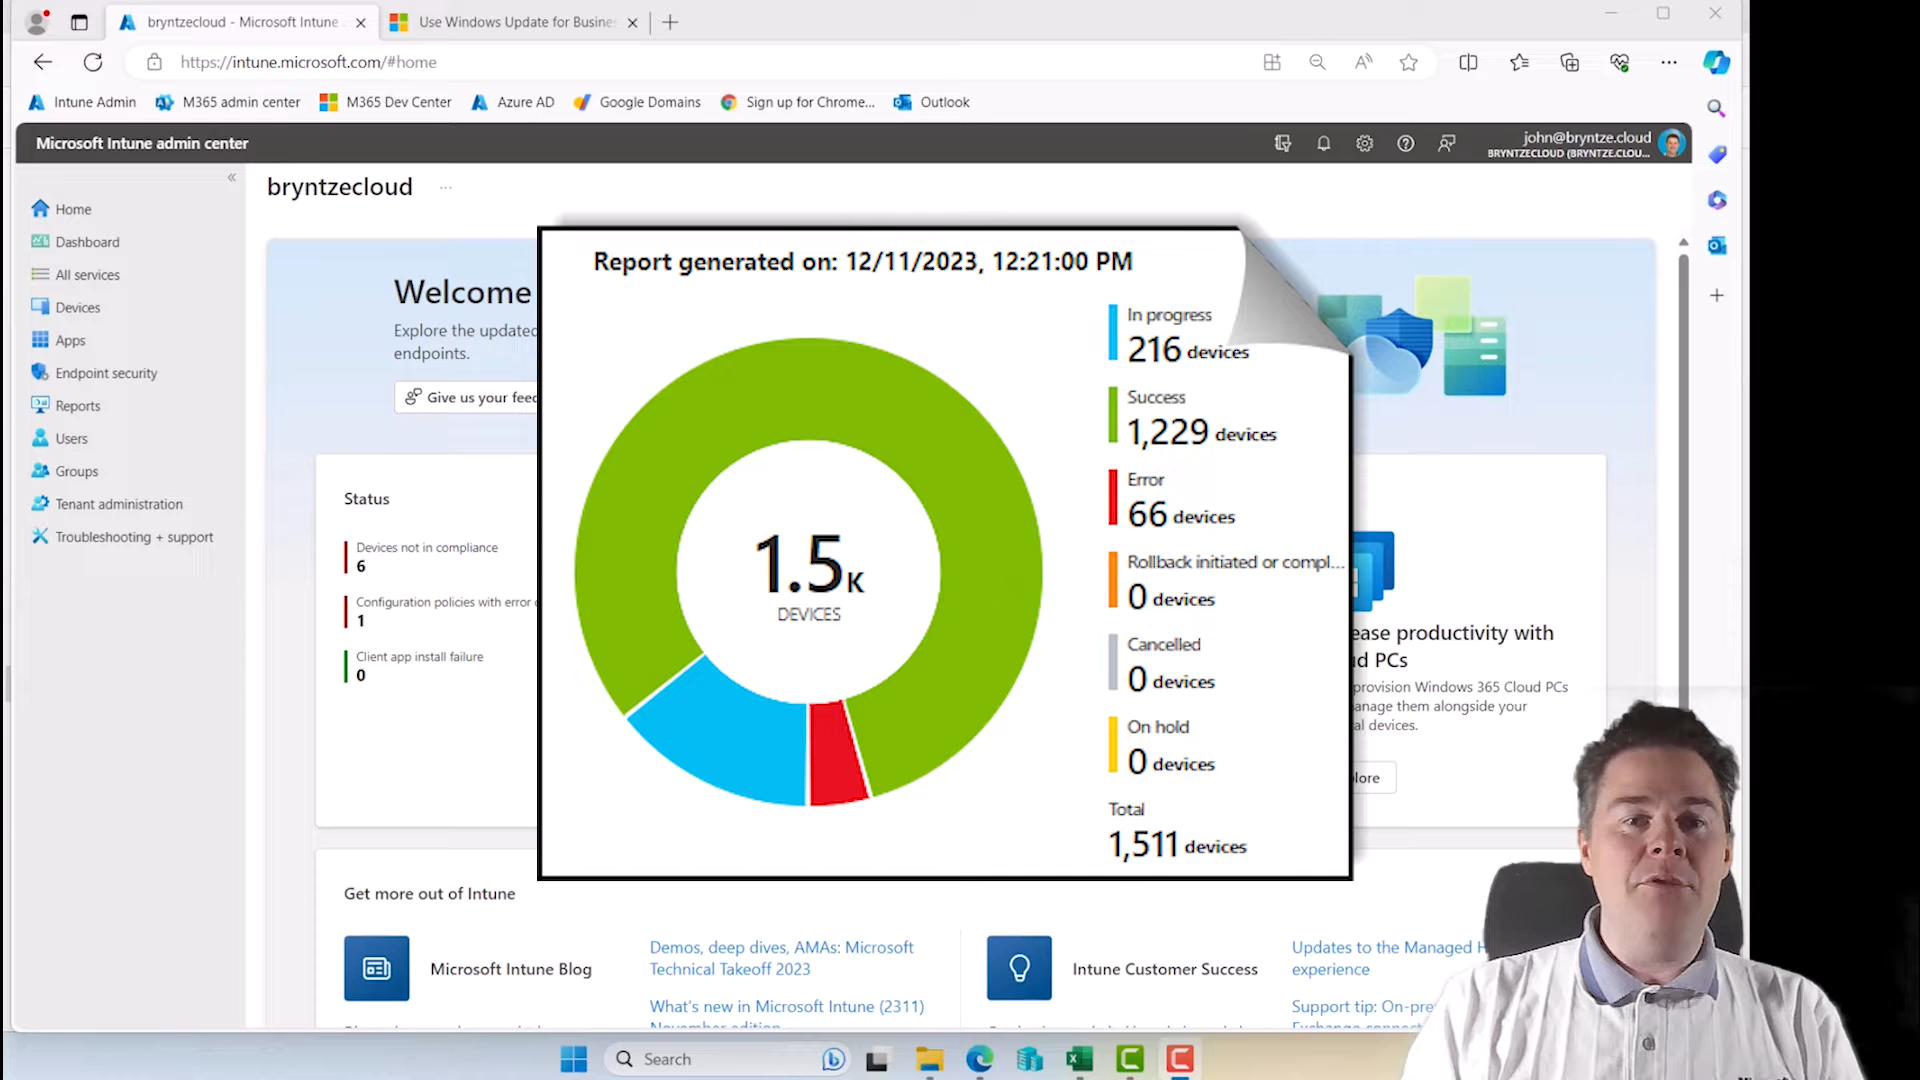 bryntzecloud - Microsoft Intune
Use Windows Update for Busine
https://intune.microsoft.com/#home
Intune Admin
M365 admin center
M365 Dev Center
Azure AD
Google Domains
Sign up for Chrome...
Outlook
Microsoft Intune admin center
john@bryntze.cloud
BRYNTZECLOUD (BRYNTZE.CLOU...
bryntzecloud ...
Home
Dashboard
All services
Devices
Apps
Endpoint security
Reports
Users
Groups
Tenant administration
Troubleshooting + support
Welcome
Explore the updated
endpoints.
Give us your feed
Report generated on: 12/11/2023, 12:21:00 PM
1.5K
DEVICES
In progress
216 devices
Success
1,229 devices
Error
66 devices
Rollback initiated or compl...
0 devices
Cancelled
0 devices
On hold
0 devices
Total
1,511 devices
Status
Devices not in compliance
6
Configuration policies with error
1
Client app install failure
0
ease productivity with
d PCs
provision Windows 365 Cloud PCs
anage them alongside your
al devices.
lore
Get more out of Intune
Microsoft Intune Blog
Demos, deep dives, AMAs: Microsoft
Technical Takeoff 2023
What's new in Microsoft Intune (2311)
November edition
Intune Customer Success
Updates to the Managed H
experience
Support tip: On-pre
Exchange connect
Search